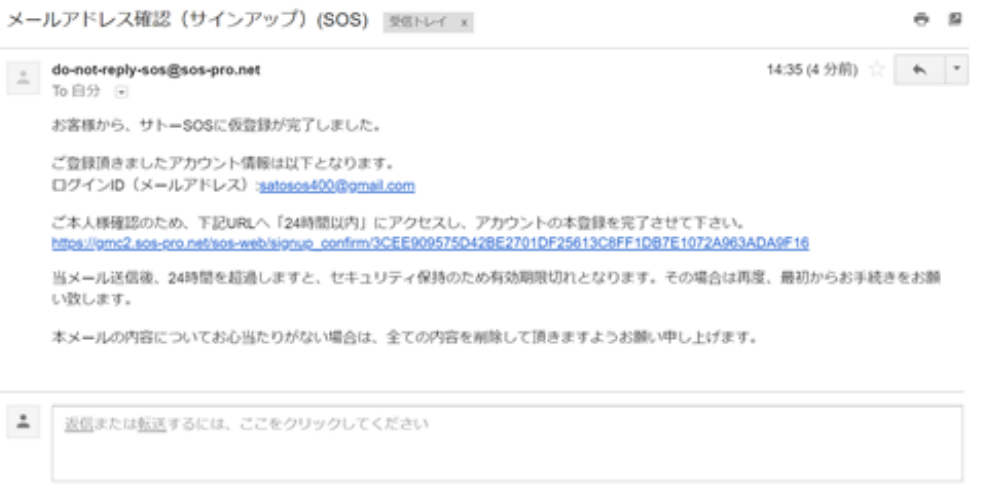 メールアドレス確認（サインアップ）(SOS) 受信トレイ x
do-not-reply-sos@sos-pro.net 14:35 (4 分前)
To 自分
お客様から、サトーSOSに仮登録が完了しました。
ご登録頂きましたアカウント情報は以下となります。
ログインID（メールアドレス）:satosos400@gmail.com
ご本人様確認のため、下記URLへ「24時間以内」にアクセスし、アカウントの本登録を完了させて下さい。
https://gmc2.sos-pro.net/sos-web/signup_confirm/3CEE909575D42BE2701DF25613C8FF1DB7E1072A963ADA9F16
当メール送信後、24時間を超過しますと、セキュリティ保持のため有効期限切れとなります。その場合は再度、最初からお手続きをお願
い致します。
本メールの内容についてお心当たりがない場合は、全ての内容を削除して頂きますようお願い申し上げます。
返信または転送するには、ここをクリックしてください